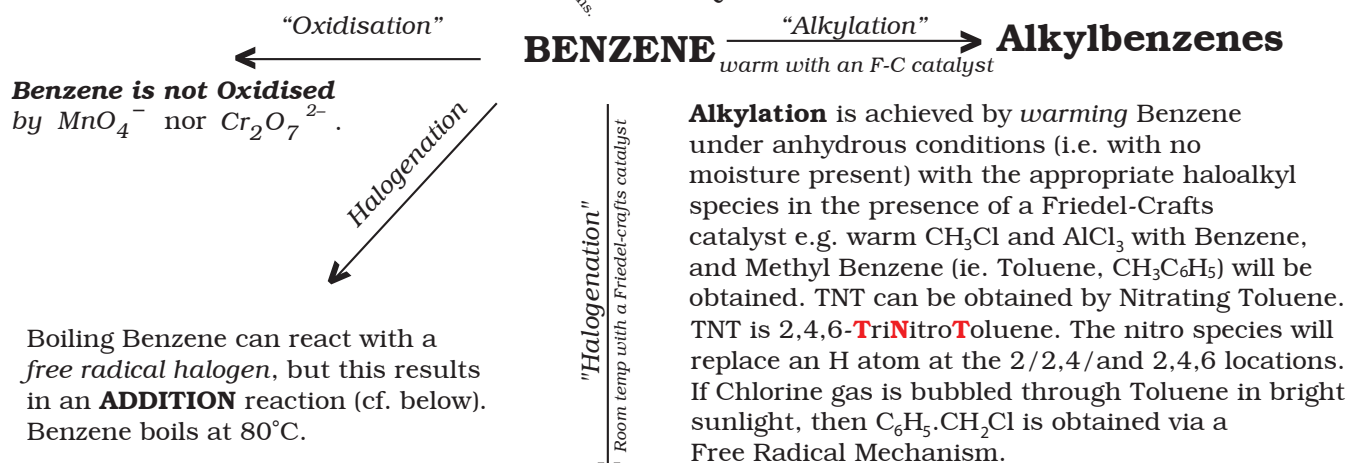 ns.
"Oxidisation"
BENZENE
"Alkylation"
warm with an F-C catalyst
Alkylbenzenes
Benzene is not Oxidised
by MnO₄⁻ nor Cr₂O₇²⁻ .
Halogenation
"Halogenation"
Room temp with a Friedel-crafts catalyst
Boiling Benzene can react with a
free radical halogen, but this results
in an ADDITION reaction (cf. below).
Benzene boils at 80°C.
Alkylation is achieved by warming Benzene
under anhydrous conditions (i.e. with no
moisture present) with the appropriate haloalkyl
species in the presence of a Friedel-Crafts
catalyst e.g. warm CH₃Cl and AlCl₃ with Benzene,
and Methyl Benzene (ie. Toluene, CH₃C₆H₅) will be
obtained. TNT can be obtained by Nitrating Toluene.
TNT is 2,4,6-TriNitroToluene. The nitro species will
replace an H atom at the 2/2,4/and 2,4,6 locations.
If Chlorine gas is bubbled through Toluene in bright
sunlight, then C₆H₅.CH₂Cl is obtained via a
Free Radical Mechanism.